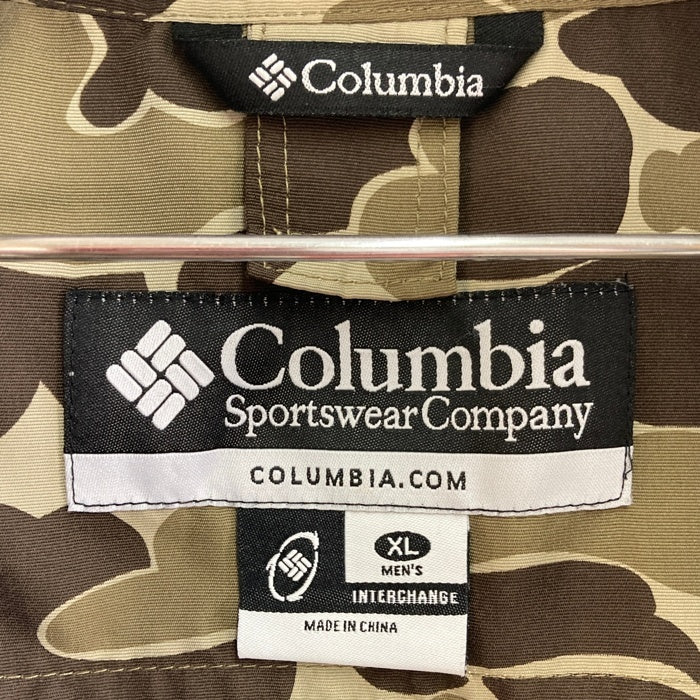 Columbia
Columbia
Sportswear Company
COLUMBIA.COM
XL
MEN'S
INTERCHANGE
MADE IN CHINA